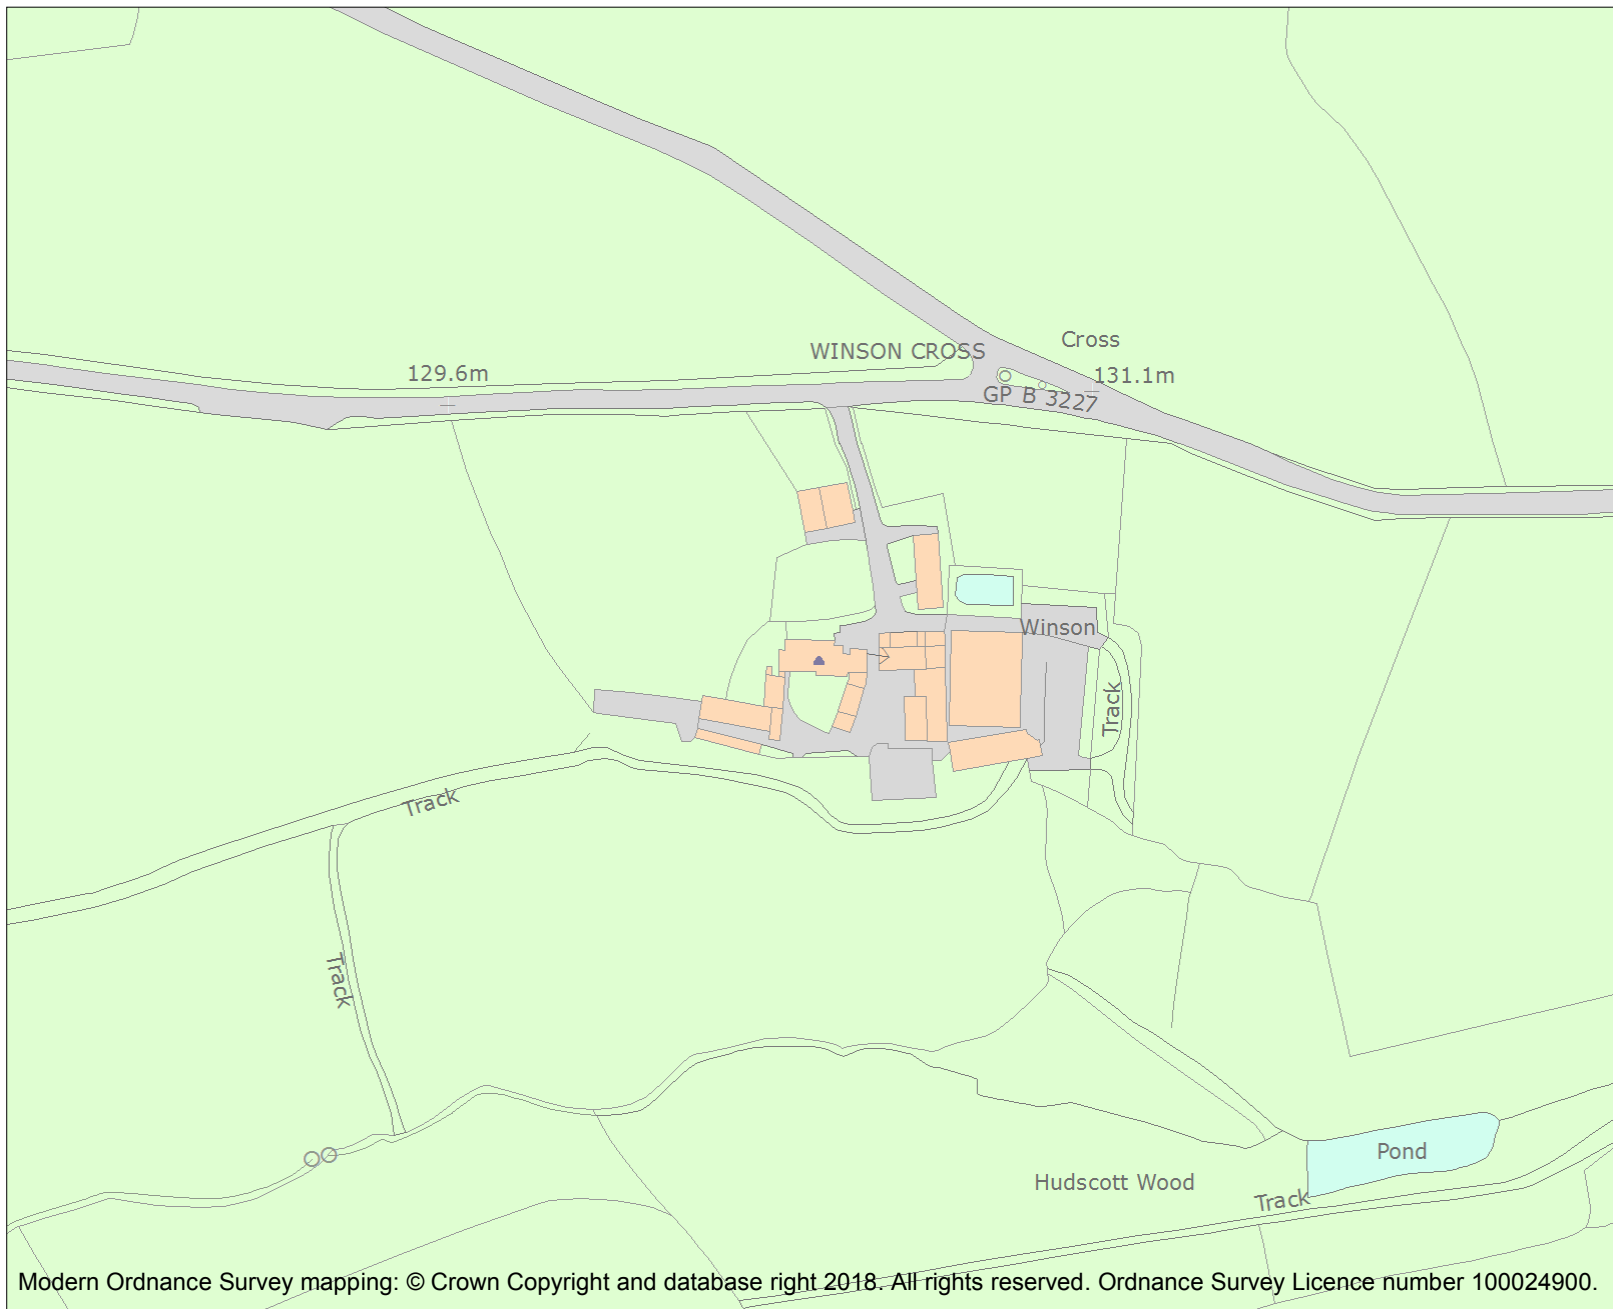 Cross
WINSON CROSS
129.6m
131.1m
GP B 3227
Winson
Track
Track
Track
Pond
Hudscott Wood
Track
Modern Ordnance Survey mapping: © Crown Copyright and database right 2018. All rights reserved. Ordnance Survey Licence number 100024900.